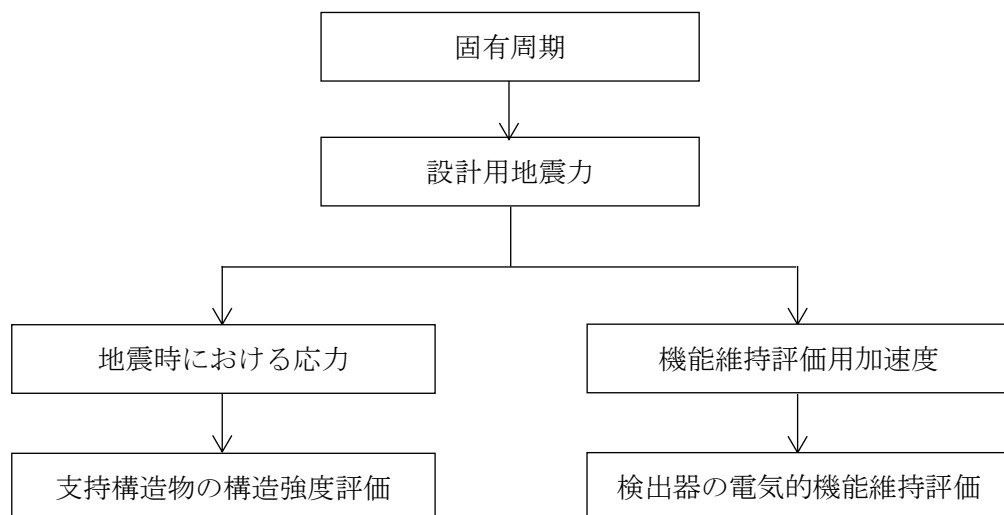 固有周期
設計用地震力
地震時における応力
機能維持評価用加速度
支持構造物の構造強度評価
検出器の電気的機能維持評価